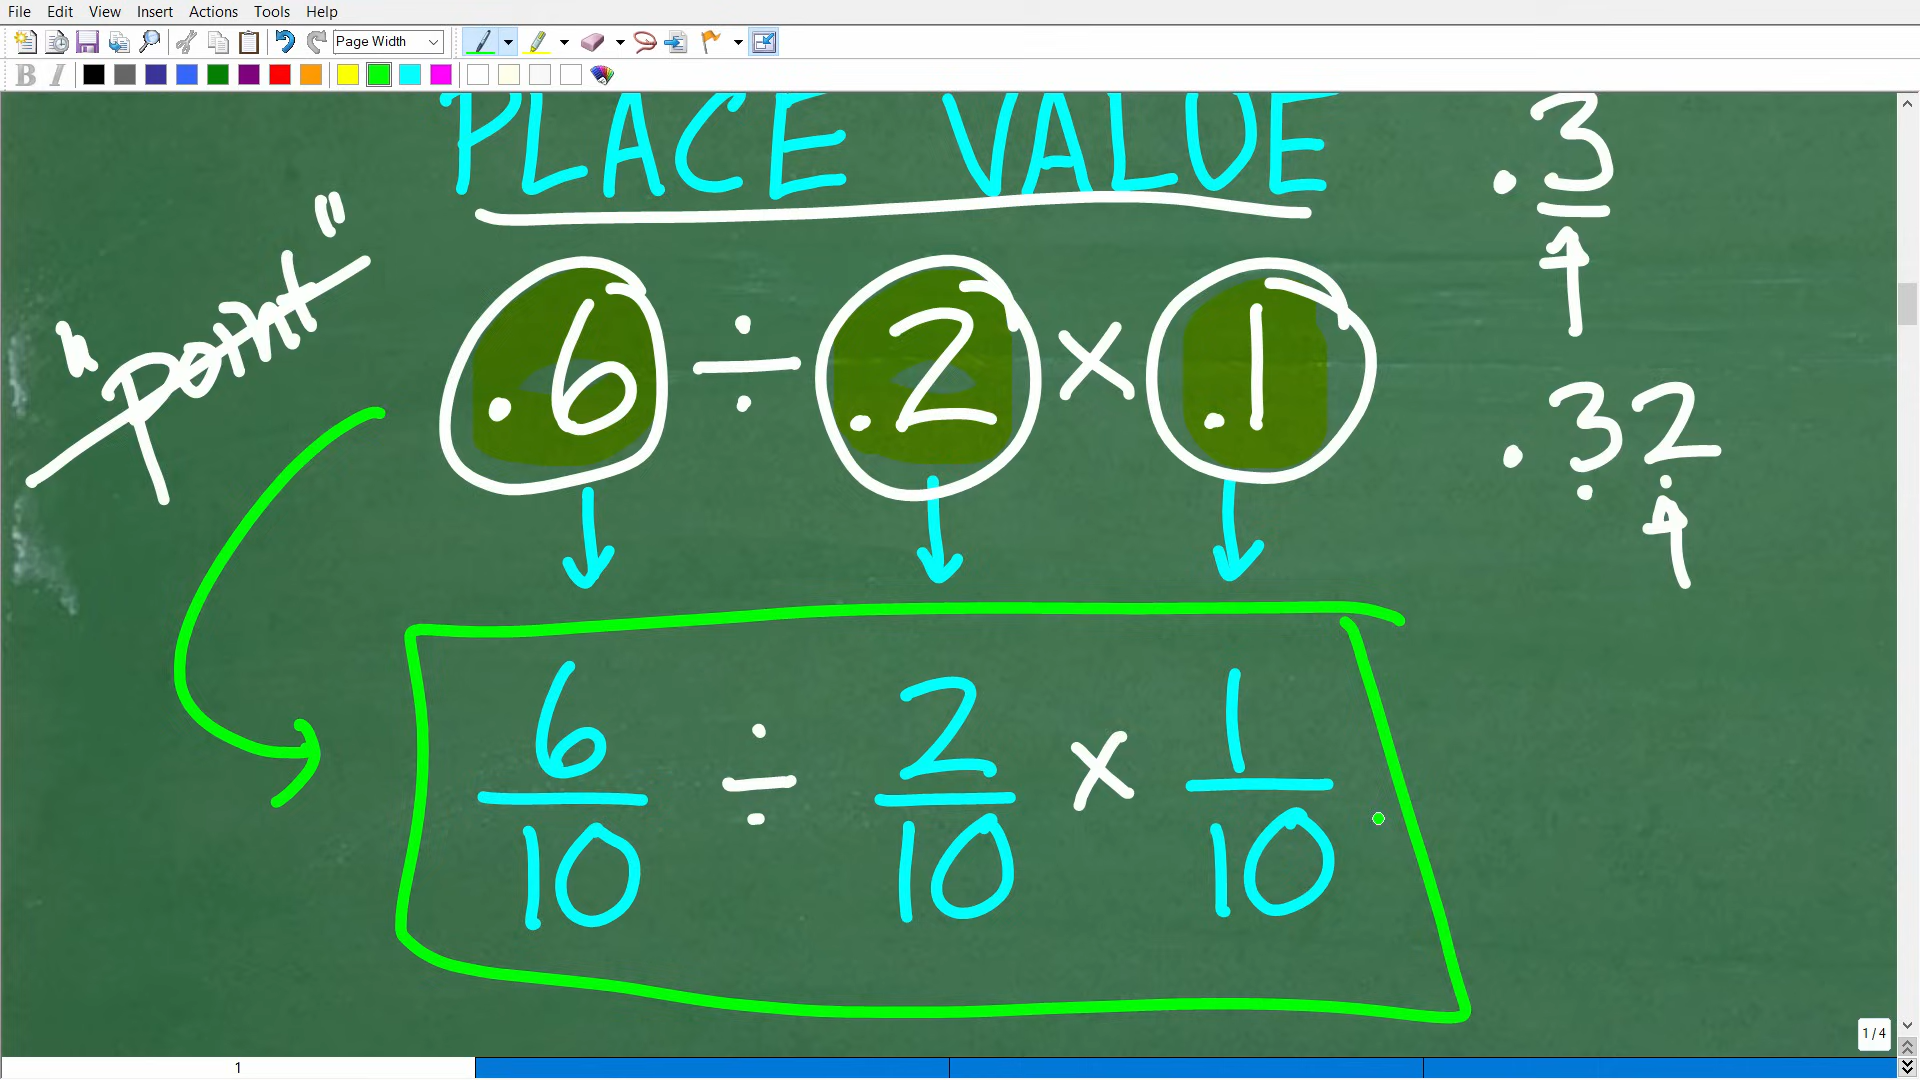 File Edit View Insert Actions Tools Help
Page Width
B I
PLACE VALUE
.3
"point"
.6 ÷ .2 × .1
.32
6/10 ÷ 2/10 × 1/10
1 / 4
1